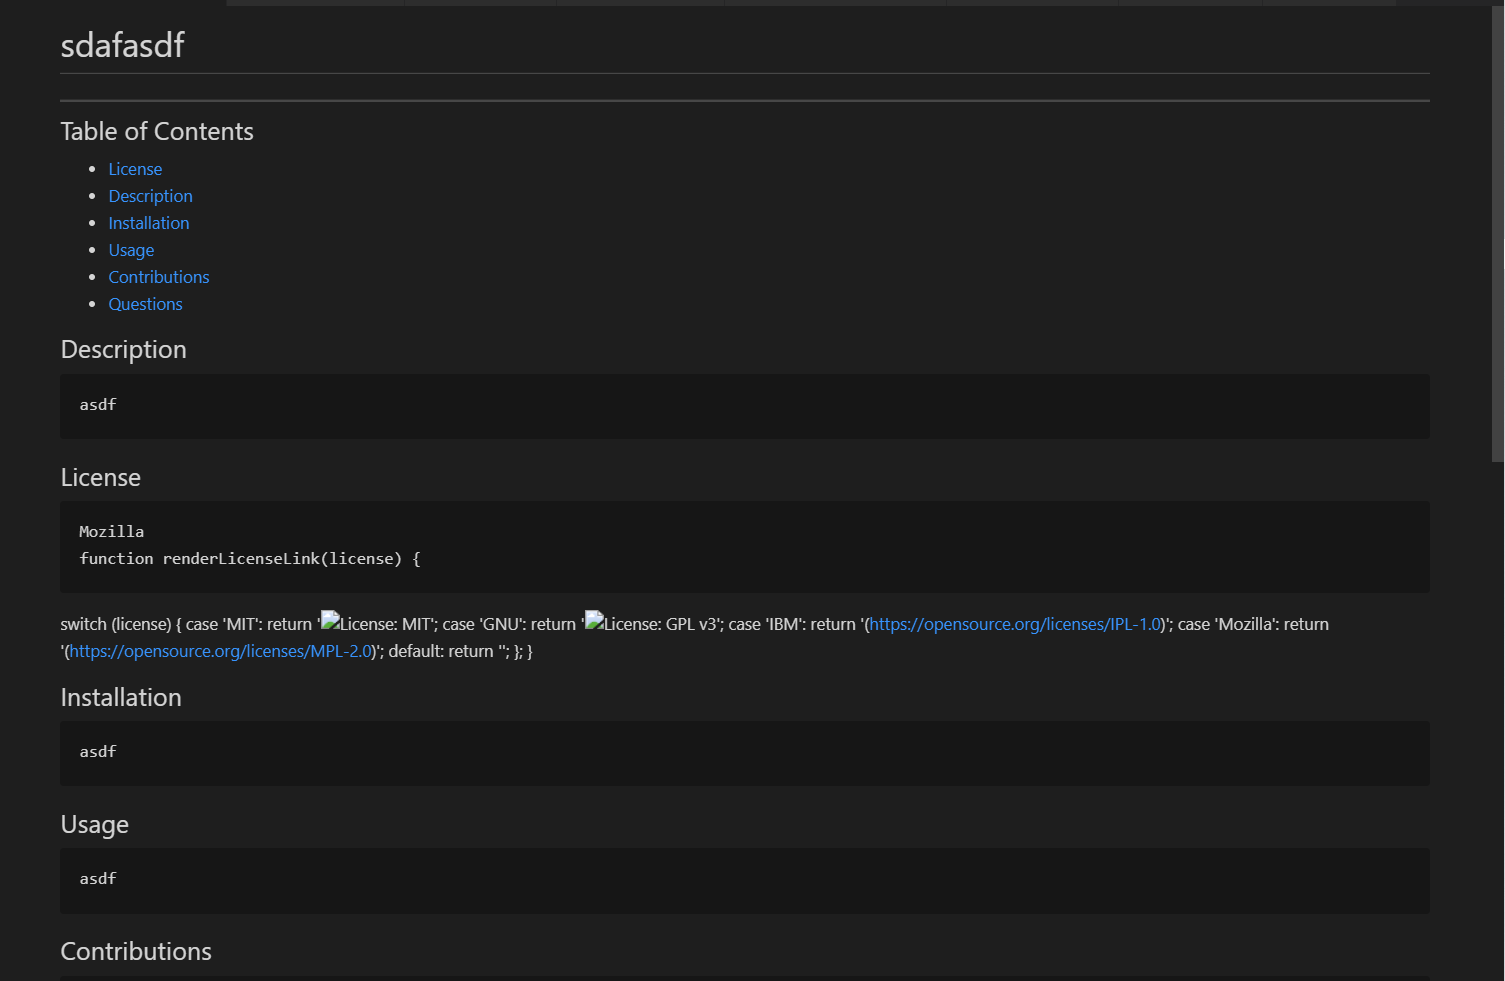 sdafasdf
Table of Contents
License
Description
Installation
Usage
Contributions
Questions
Description
asdf
License
Mozilla
function renderLicenseLink(license) {
switch (license) { case 'MIT': return 'License: MIT'; case 'GNU': return 'License: GPL v3'; case 'IBM': return '(https://opensource.org/licenses/IPL-1.0)'; case 'Mozilla': return
'(https://opensource.org/licenses/MPL-2.0)'; default: return ''; }; }
Installation
asdf
Usage
asdf
Contributions